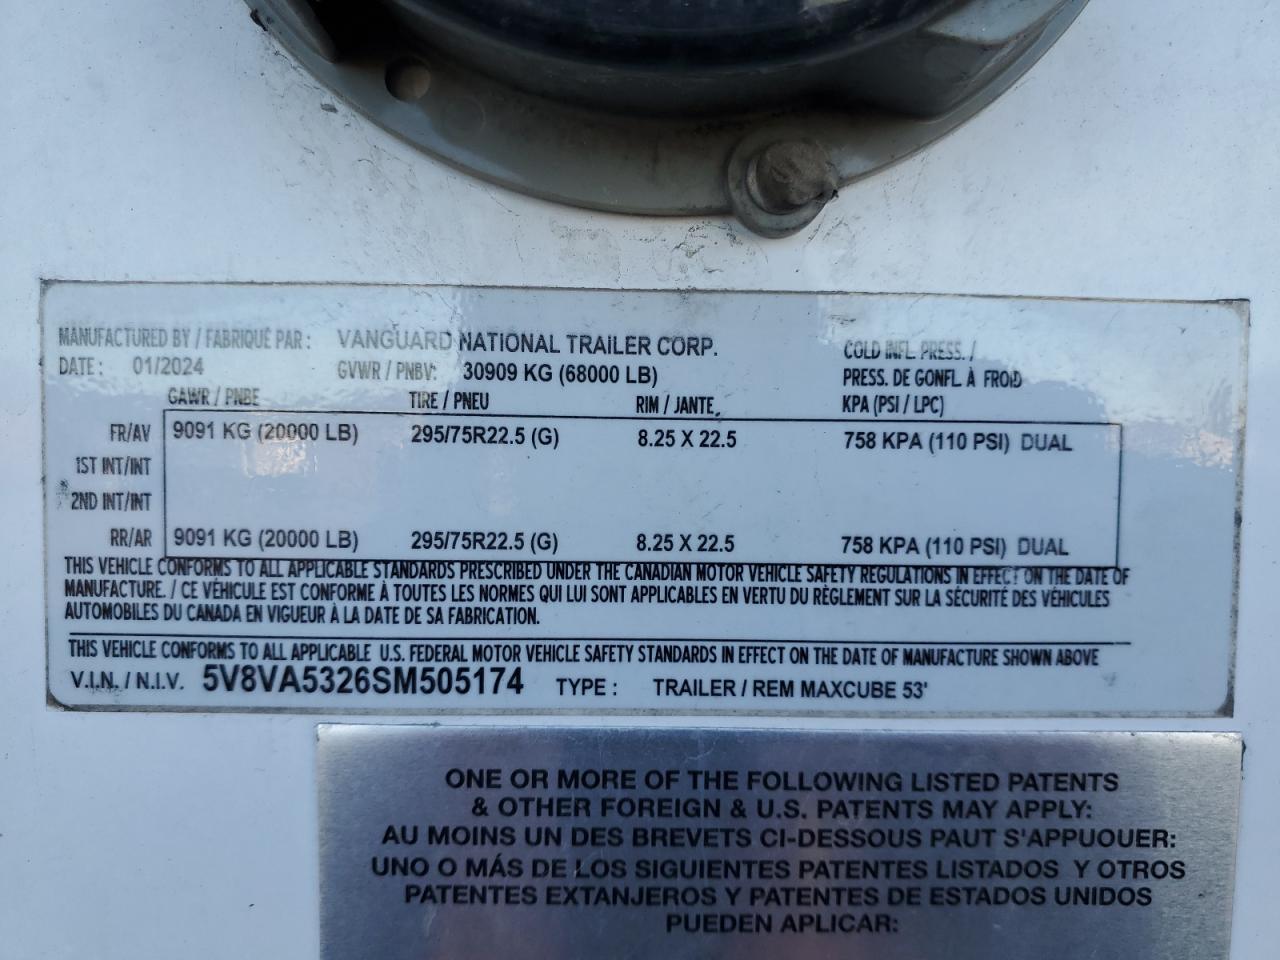 MANUFACTURED BY / FABRIQUÉ PAR : VANGUARD NATIONAL TRAILER CORP.
DATE : 01/2024 GVWR / PNBV: 30909 KG (68000 LB)
COLD INFL. PRESS. /
PRESS. DE GONFL. À FROID
GAWR / PNBE TIRE / PNEU RIM / JANTE KPA (PSI / LPC)
FR/AV 9091 KG (20000 LB) 295/75R22.5 (G) 8.25 X 22.5 758 KPA (110 PSI) DUAL
1ST INT/INT
2ND INT/INT
RR/AR 9091 KG (20000 LB) 295/75R22.5 (G) 8.25 X 22.5 758 KPA (110 PSI) DUAL
THIS VEHICLE CONFORMS TO ALL APPLICABLE STANDARDS PRESCRIBED UNDER THE CANADIAN MOTOR VEHICLE SAFETY REGULATIONS IN EFFECT ON THE DATE OF
MANUFACTURE. / CE VÉHICULE EST CONFORME À TOUTES LES NORMES QUI LUI SONT APPLICABLES EN VERTU DU RÈGLEMENT SUR LA SÉCURITÉ DES VÉHICULES
AUTOMOBILES DU CANADA EN VIGUEUR À LA DATE DE SA FABRICATION.
THIS VEHICLE CONFORMS TO ALL APPLICABLE U.S. FEDERAL MOTOR VEHICLE SAFETY STANDARDS IN EFFECT ON THE DATE OF MANUFACTURE SHOWN ABOVE
V.I.N. / N.I.V. 5V8VA5326SM505174 TYPE : TRAILER / REM MAXCUBE 53'
ONE OR MORE OF THE FOLLOWING LISTED PATENTS
& OTHER FOREIGN & U.S. PATENTS MAY APPLY:
AU MOINS UN DES BREVETS CI-DESSOUS PAUT S'APPUOUER:
UNO O MÁS DE LOS SIGUIENTES PATENTES LISTADOS Y OTROS
PATENTES EXTANJEROS Y PATENTES DE ESTADOS UNIDOS
PUEDEN APLICAR: